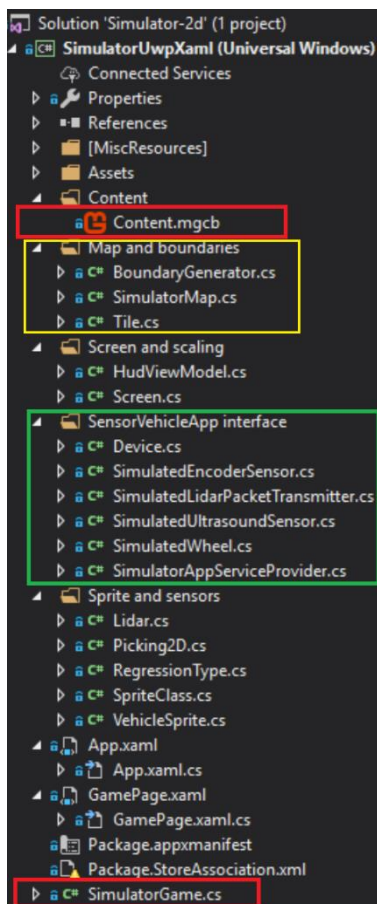 Solution 'Simulator-2d' (1 project)
C# SimulatorUwpXaml (Universal Windows)
Connected Services
Properties
References
[MiscResources]
Assets
Content
Content.mgcb
Map and boundaries
C# BoundaryGenerator.cs
C# SimulatorMap.cs
C# Tile.cs
Screen and scaling
C# HudViewModel.cs
C# Screen.cs
SensorVehicleApp interface
C# Device.cs
C# SimulatedEncoderSensor.cs
C# SimulatedLidarPacketTransmitter.cs
C# SimulatedUltrasoundSensor.cs
C# SimulatedWheel.cs
C# SimulatorAppServiceProvider.cs
Sprite and sensors
C# Lidar.cs
C# Picking2D.cs
C# RegressionType.cs
C# SpriteClass.cs
C# VehicleSprite.cs
App.xaml
App.xaml.cs
GamePage.xaml
GamePage.xaml.cs
Package.appxmanifest
Package.StoreAssociation.xml
C# SimulatorGame.cs